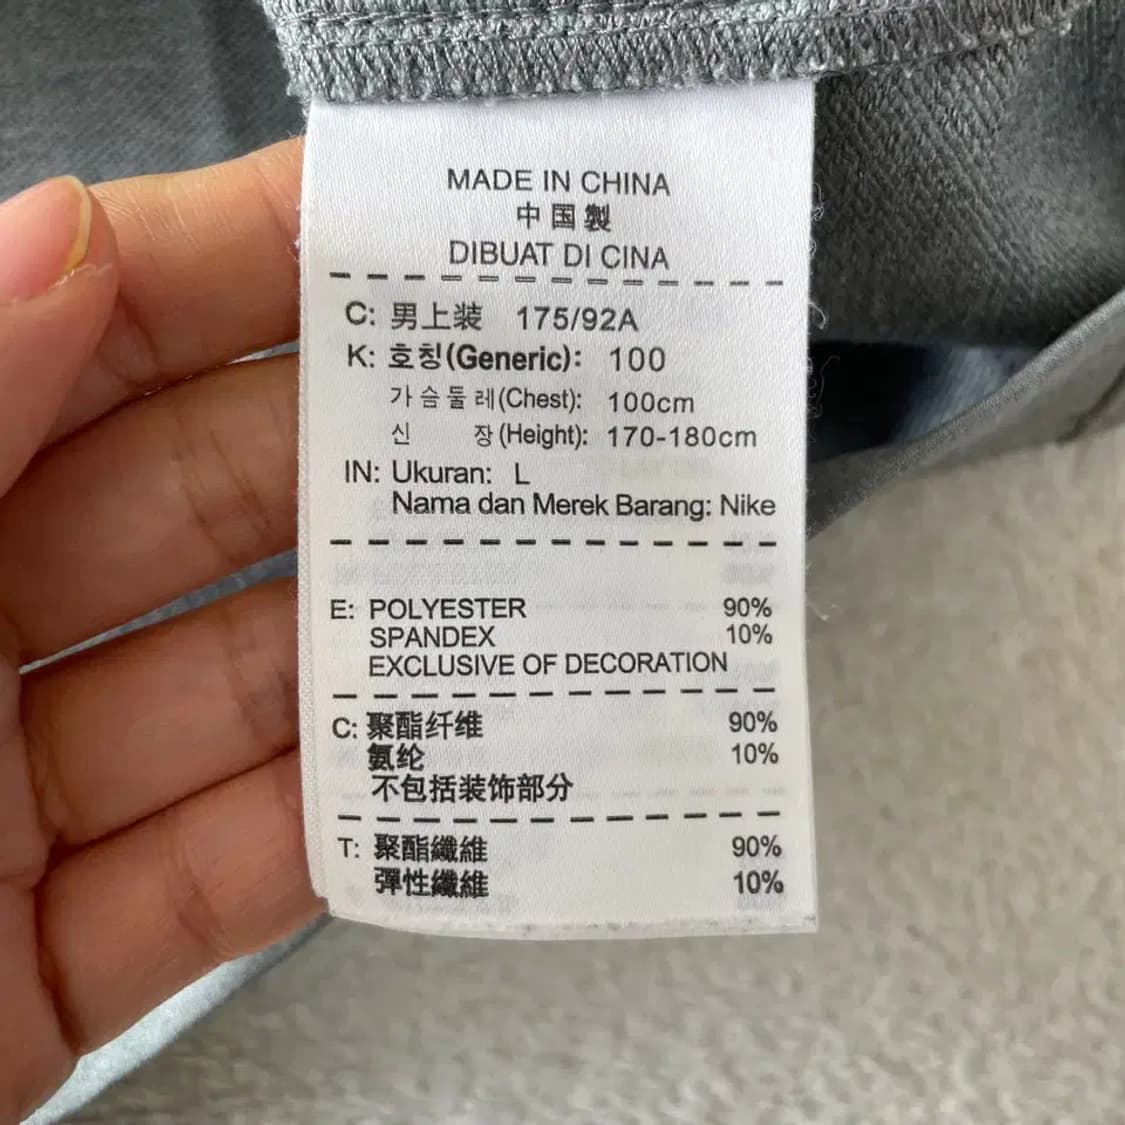 MADE IN CHINA
中国製
DIBUAT DI CINA
C: 男上装 175/92A
K: 호칭(Generic): 100
가슴둘레(Chest): 100cm
신 장(Height): 170-180cm
IN: Ukuran: L
Nama dan Merek Barang: Nike
E: POLYESTER 90%
SPANDEX 10%
EXCLUSIVE OF DECORATION
C: 聚酯纤维 90%
氨纶 10%
不包括装饰部分
T: 聚酯纖維 90%
彈性纖維 10%